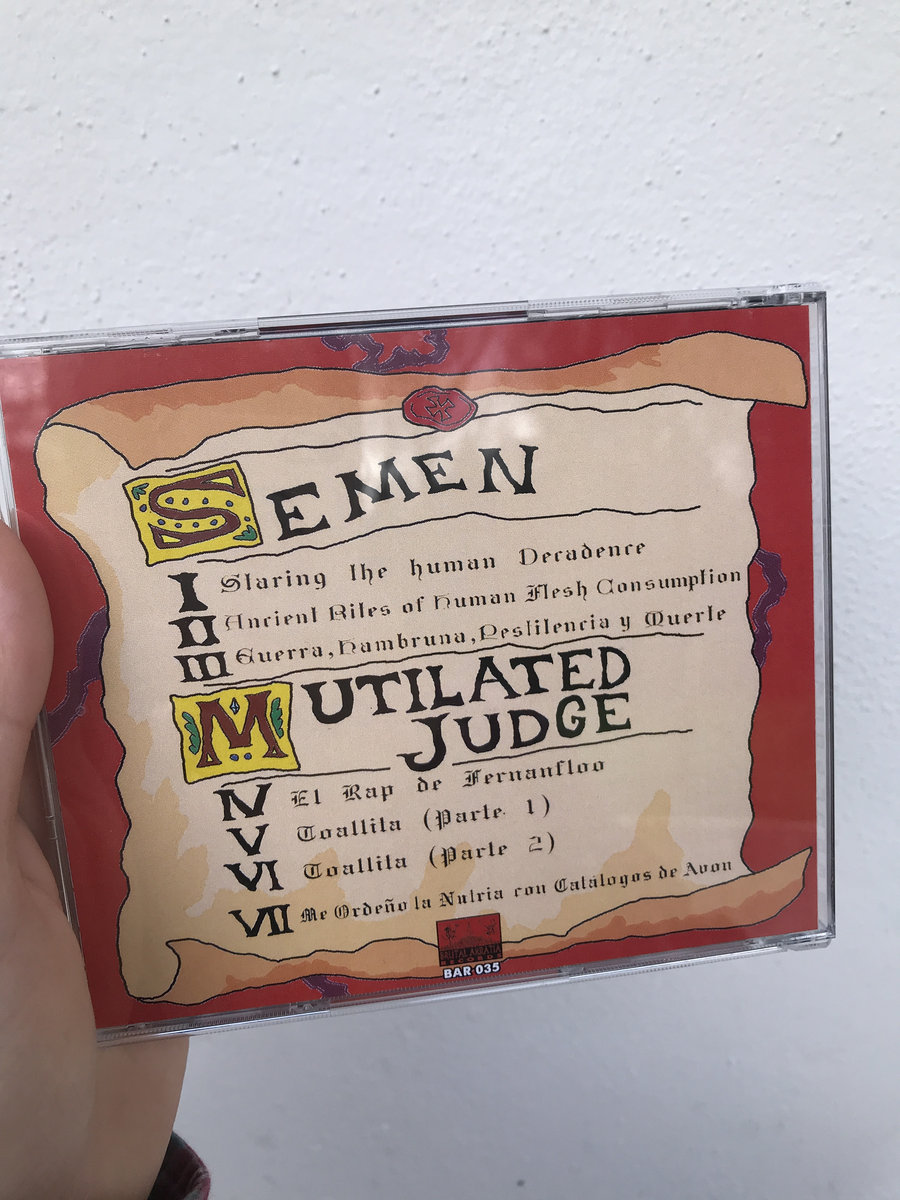 SEMEN
I Staring the human Decadence
II Ancient Rites of Human Flesh Consumption
III Guerra, Hambruna, Pestilencia y Muerte
MUTILATED
JUDGE
IV El Rap de Fernanfloo
V Toallita (Parte 1)
VI Toallita (Parte 2)
VII Me Ordeño la Nutria con Catálogos de Avon
RECORDS
BAR 035